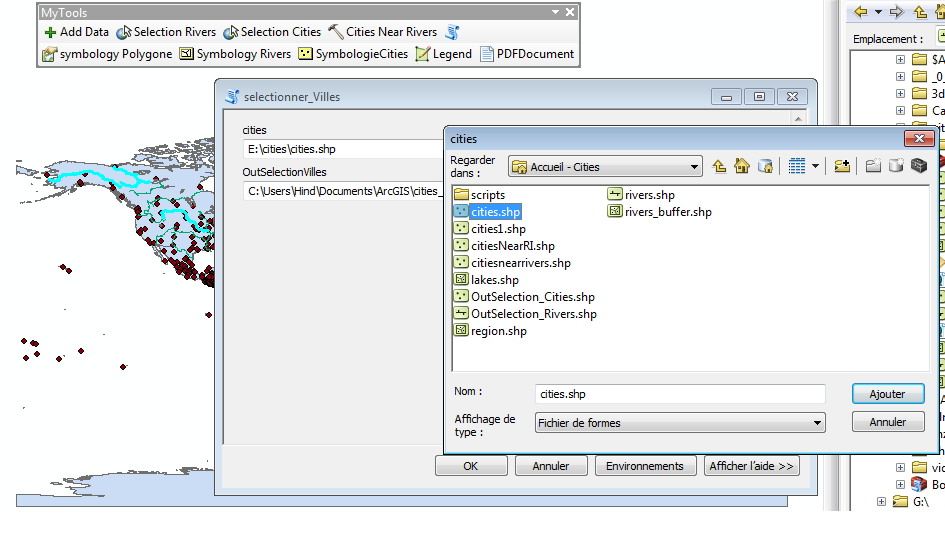 MyTools
Add Data Selection Rivers Selection Cities Cities Near Rivers
symbology Polygone Symbology Rivers SymbologieCities Legend PDFDocument
selectionner_Villes
cities
E:\cities\cities.shp
OutSelectionVilles
C:\Users\Hind\Documents\ArcGIS\cities_
cities
Regarder dans :
Accueil - Cities
scripts
cities.shp
cities1.shp
citiesNearRI.shp
citiesnearrivers.shp
lakes.shp
OutSelection_Cities.shp
OutSelection_Rivers.shp
region.shp
rivers.shp
rivers_buffer.shp
Nom :
cities.shp
Ajouter
Affichage de type :
Fichier de formes
Annuler
OK Annuler Environnements Afficher l'aide >>
Emplacement :
$A
_0_
3d
Ca
vic
Bo
G:\